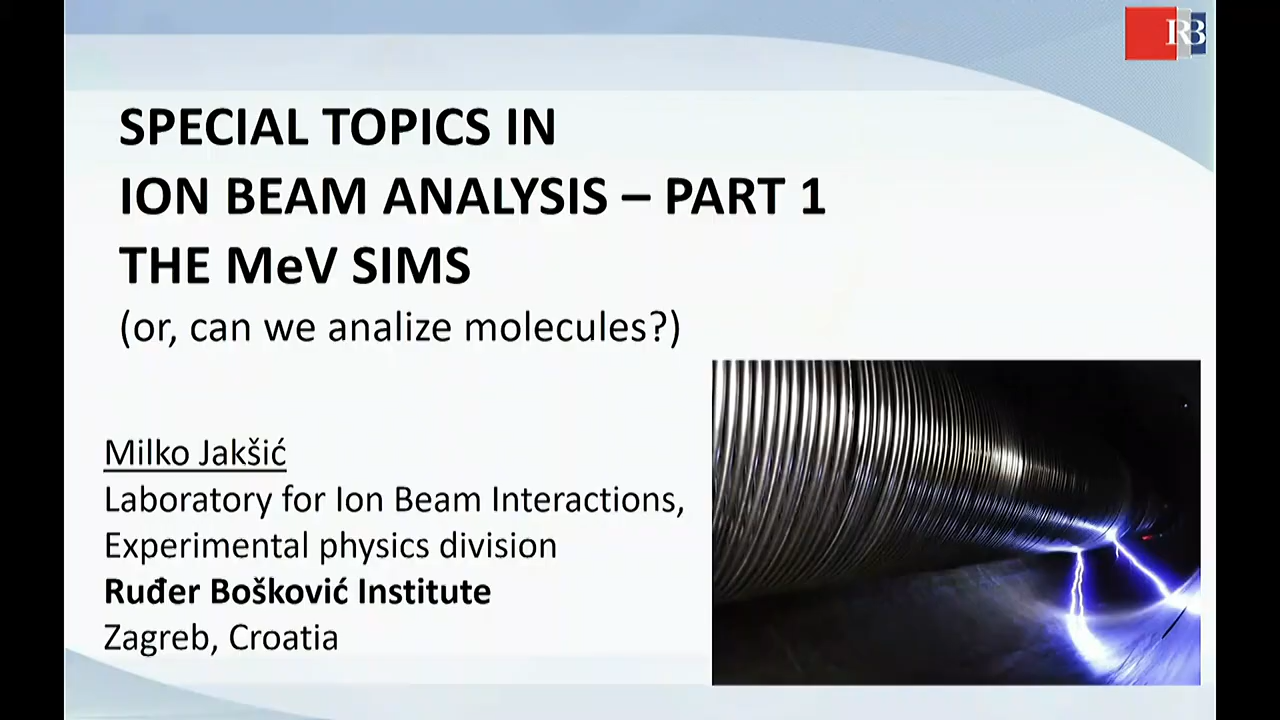 RB
SPECIAL TOPICS IN
ION BEAM ANALYSIS – PART 1
THE MeV SIMS
(or, can we analize molecules?)
Milko Jakšić
Laboratory for Ion Beam Interactions,
Experimental physics division
Ruđer Bošković Institute
Zagreb, Croatia